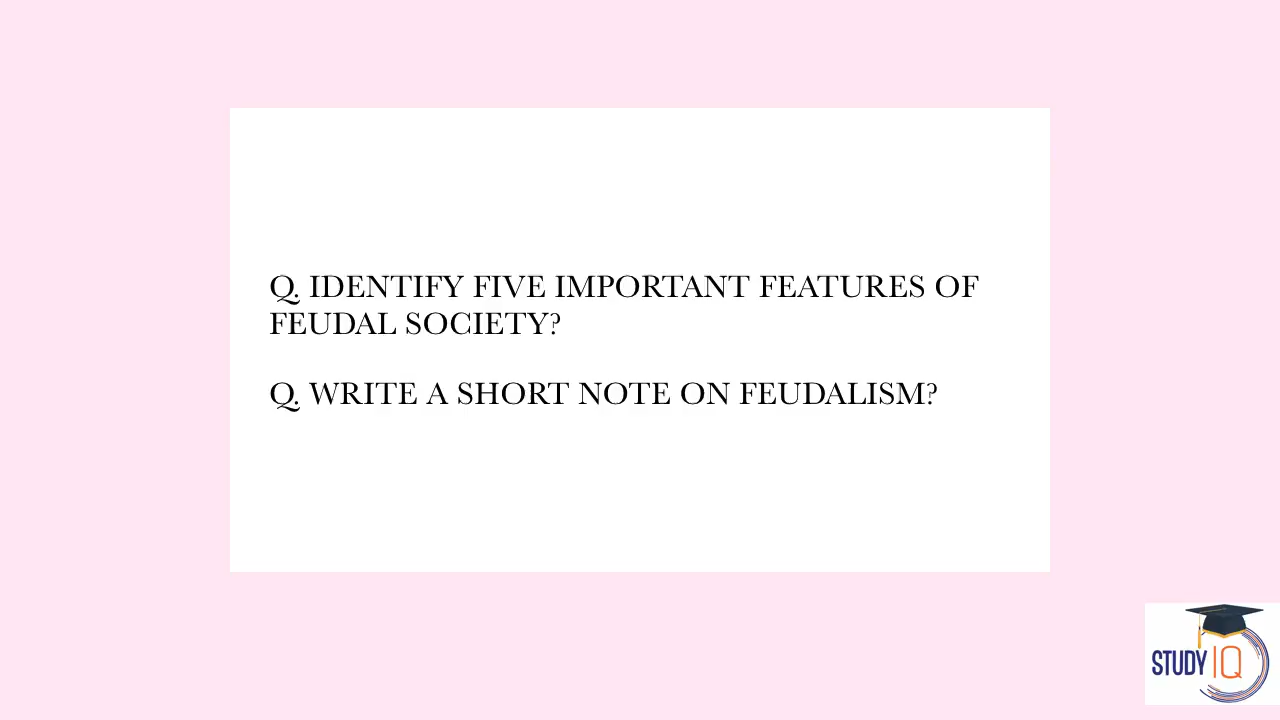 Q. IDENTIFY FIVE IMPORTANT FEATURES OF
FEUDAL SOCIETY?
Q. WRITE A SHORT NOTE ON FEUDALISM?
STUDY IQ